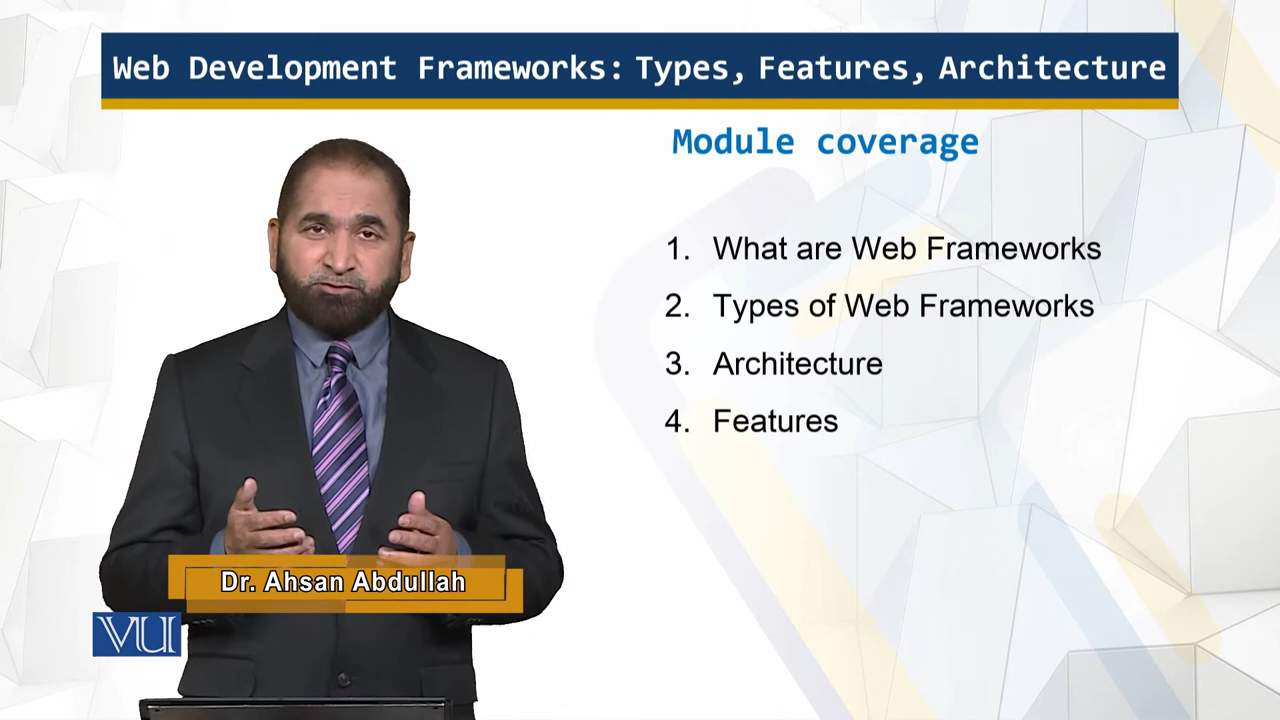 Web Development Frameworks: Types, Features, Architecture
Module coverage
1. What are Web Frameworks
2. Types of Web Frameworks
3. Architecture
4. Features
Dr. Ahsan Abdullah
VU